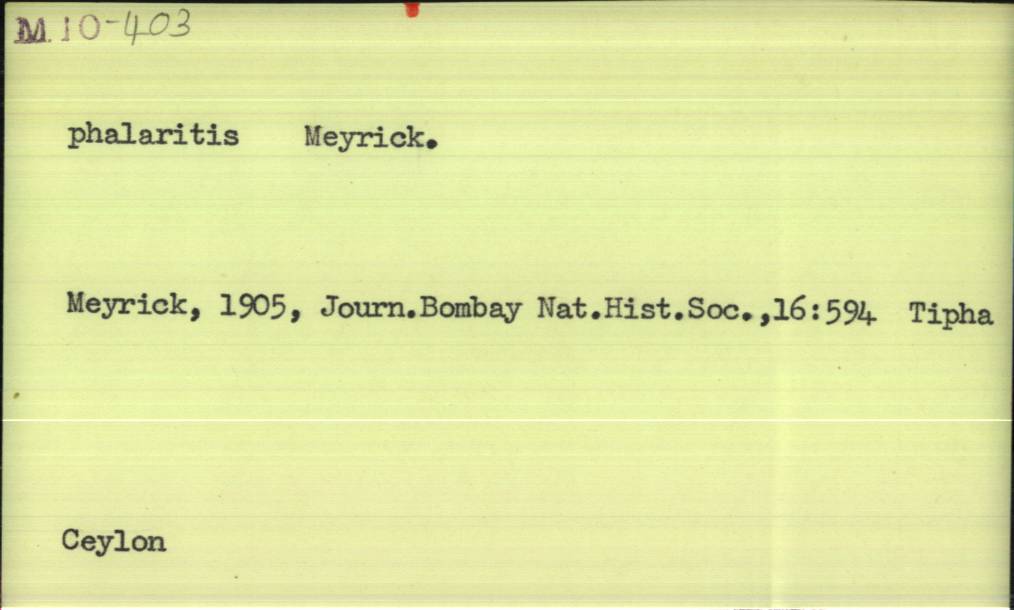 M.10-403
phalaritis Meyrick.
Meyrick, 1905, Journ.Bombay Nat.Hist.Soc.,16:594 Tipha
Ceylon